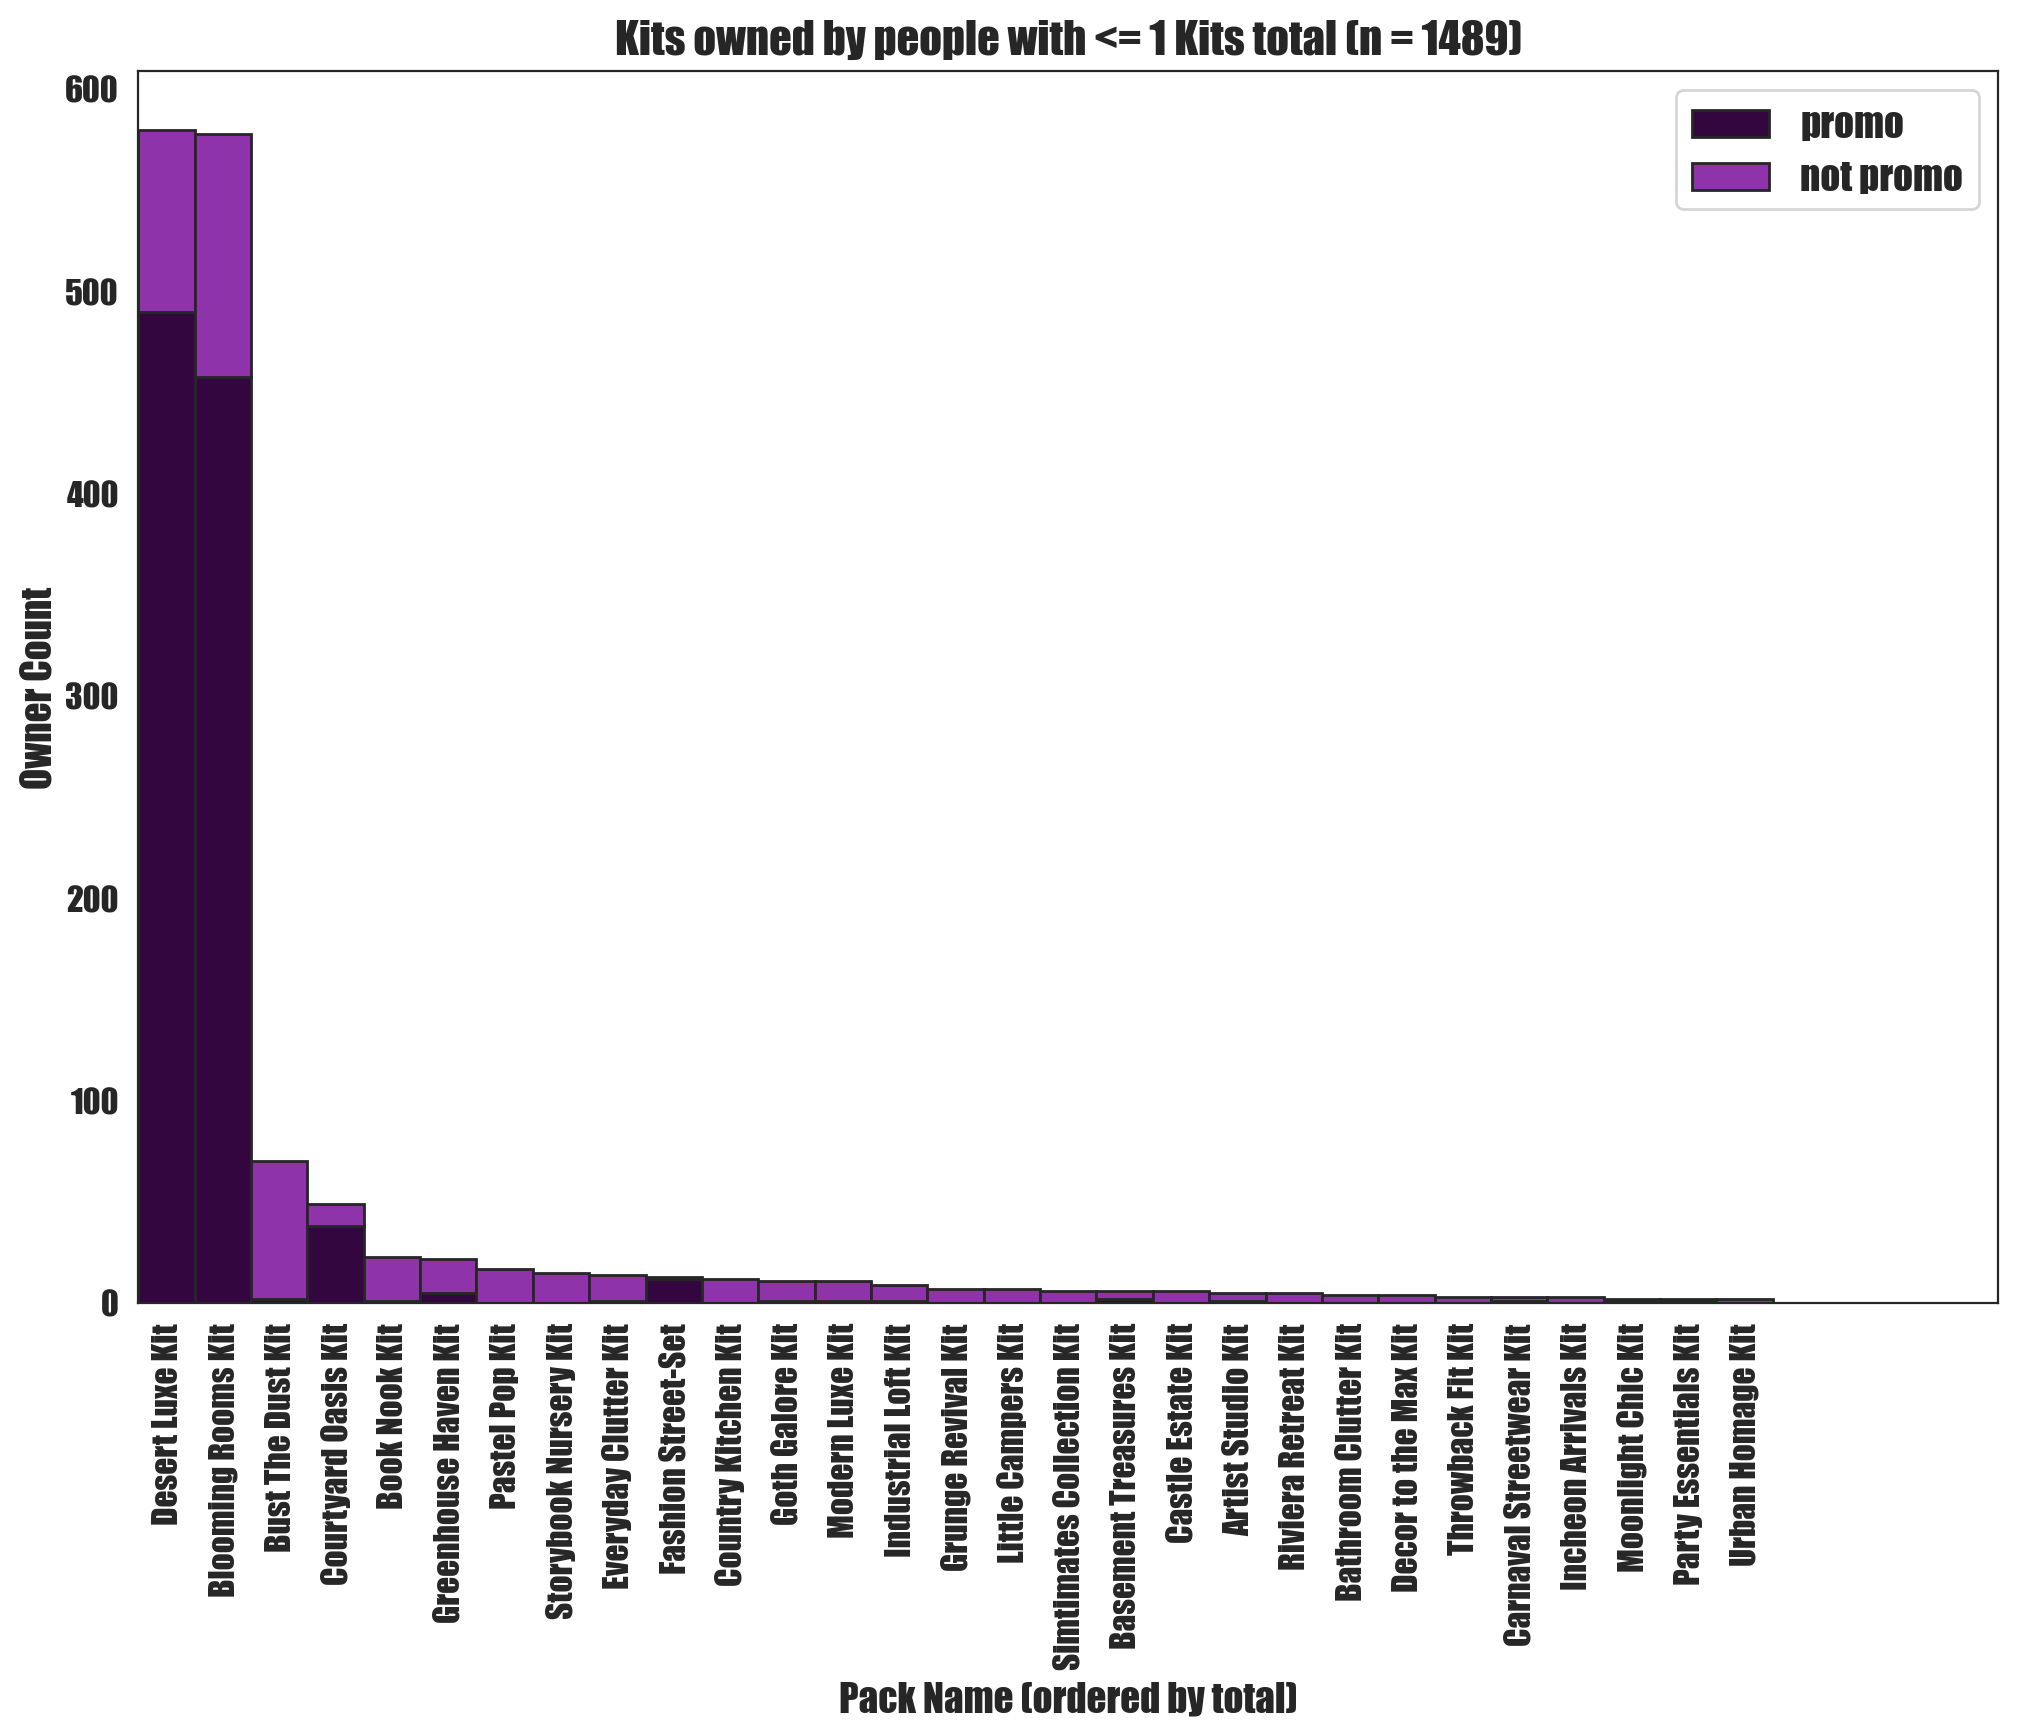 Kits owned by people with <= 1 Kits total (n = 1489)
promo
not promo
Owner Count
600
500
400
300
200
100
0
Desert Luxe Kit
Blooming Rooms Kit
Bust The Dust Kit
Courtyard Oasis Kit
Book Nook Kit
Greenhouse Haven Kit
Pastel Pop Kit
Storybook Nursery Kit
Everyday Clutter Kit
Fashion Street-Set
Country Kitchen Kit
Goth Galore Kit
Modern Luxe Kit
Industrial Loft Kit
Grunge Revival Kit
Little Campers Kit
Simtimates Collection Kit
Basement Treasures Kit
Castle Estate Kit
Artist Studio Kit
Riviera Retreat Kit
Bathroom Clutter Kit
Decor to the Max Kit
Throwback Fit Kit
Carnaval Streetwear Kit
Incheon Arrivals Kit
Moonlight Chic Kit
Party Essentials Kit
Urban Homage Kit
Pack Name (ordered by total)